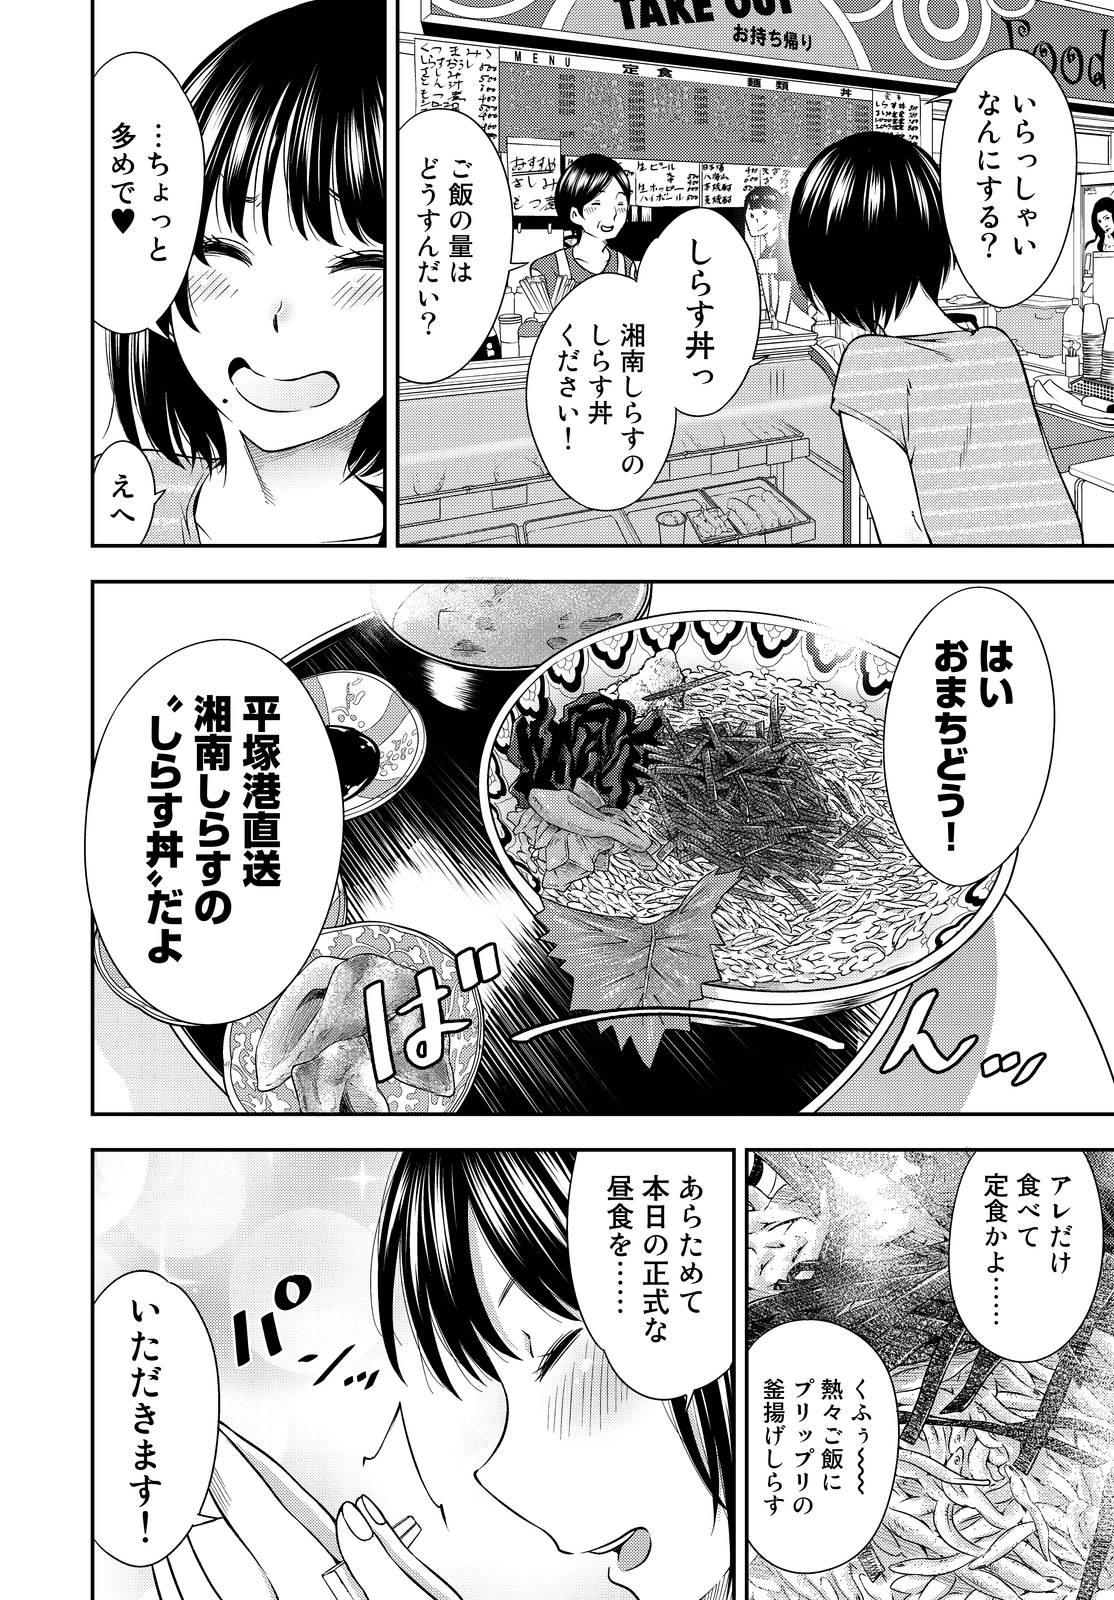 TAKE OUT
お持ち帰り
Food
MENU
定食
麺類
丼
いらっしゃい
なんにする？
しらす丼っ
湘南しらすの
しらす丼
ください！
ご飯の量は
どうすんだい？
…ちょっと
多めで♥
えへ
はい
おまちどう！
平塚港直送
湘南しらすの
〝しらす丼〟だよ
ばーん…
アレだけ
食べて
定食かよ……
くふぅ〜〜
熱々ご飯に
プリップリの
釜揚げしらす
あらためて
本日の正式な
昼食を……
パンッ
いただきます！